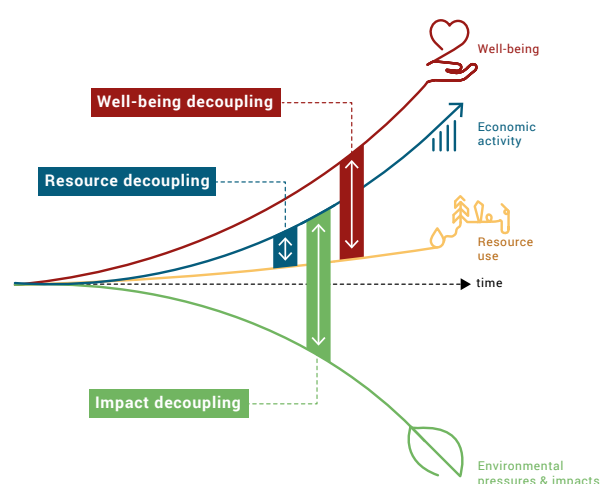 Well-being
Well-being decoupling
Economic
activity
Resource decoupling
Resource
use
time
Impact decoupling
Environmental
pressures & impacts